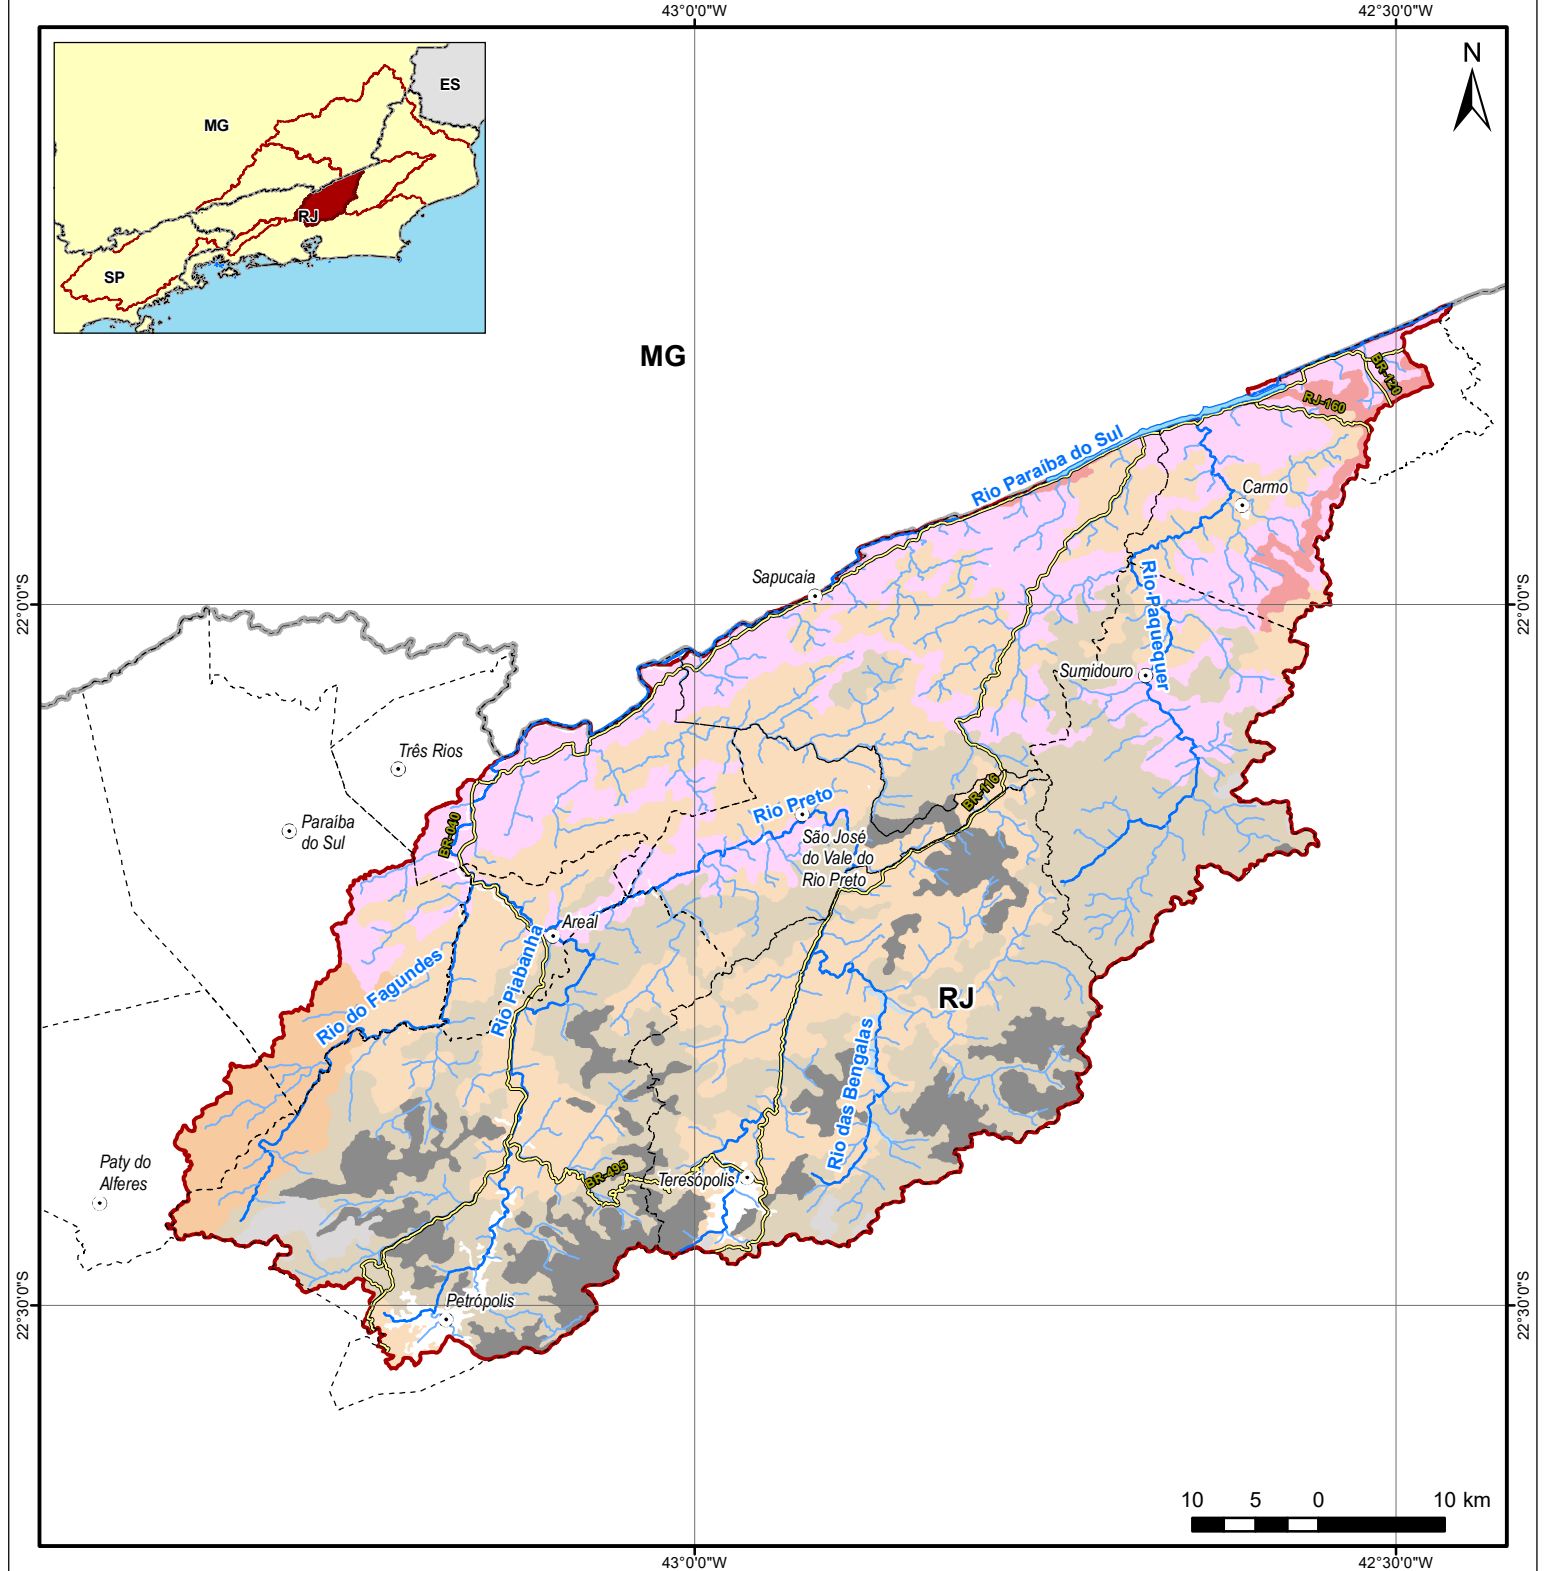 43°0'0"W
42°30'0"W
N
ES
MG
RJ
SP
MG
BR-120
RJ-160
Rio Paraíba do Sul
Carmo
Sapucaia
Rio Paquequer
22°0'0"S
22°0'0"S
Sumidouro
Três Rios
BR-116
Rio Preto
Paraíba
do Sul
BR-040
São José
do Vale do
Rio Preto
Areal
Rio Piabanha
Rio do Fagundes
RJ
Rio das Bengalas
Paty do
Alferes
BR-495
Teresópolis
Petrópolis
22°30'0"S
22°30'0"S
10 5 0 10 km
43°0'0"W
42°30'0"W